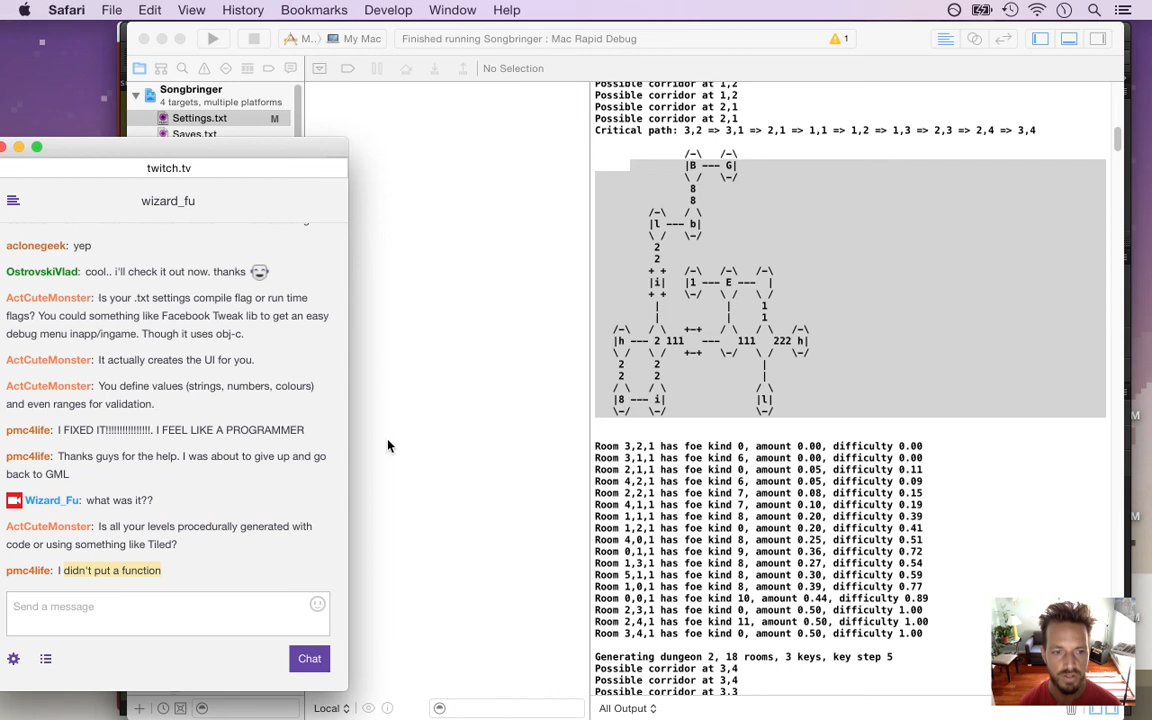 Safari File Edit View History Bookmarks Develop Window Help
M.. My Mac Finished running Songbringer : Mac Rapid Debug 1
No Selection
Songbringer
4 targets, multiple platforms
Settings.txt M
Saves.txt
twitch.tv
wizard_fu
aclonegeek: yep
OstrovskiVlad: cool.. i'll check it out now. thanks
ActCuteMonster: Is your .txt settings compile flag or run time
flags? You could something like Facebook Tweak lib to get an easy
debug menu inapp/ingame. Though it uses obj-c.
ActCuteMonster: It actually creates the UI for you.
ActCuteMonster: You define values (strings, numbers, colours)
and even ranges for validation.
pmc4life: I FIXED IT!!!!!!!!!!!!!!!!. I FEEL LIKE A PROGRAMMER
pmc4life: Thanks guys for the help. I was about to give up and go
back to GML
Wizard_Fu: what was it??
ActCuteMonster: Is all your levels procedurally generated with
code or using something like Tiled?
pmc4life: I didn't put a function
Send a message
Chat
Possible corridor at 1,2
Possible corridor at 1,2
Possible corridor at 2,1
Possible corridor at 2,1
Critical path: 3,2 => 3,1 => 2,1 => 1,1 => 1,2 => 1,3 => 2,3 => 2,4 => 3,4
/-\ /-\
|B --- G|
\ / \-/
8
8
/-\ / \
|l --- b|
\ / \-/
2
2
+ + /-\ /-\ /-\
|i| |1 --- E --- |
+ + \-/ \ / \ /
| | 1
| | 1
/-\ / \ +-+ / \ / \ /-\
|h --- 2 111 --- 111 222 h|
\ / \ / +-+ \-/ \ / \-/
2 2 |
2 2 |
/ \ / \ / \
|8 --- i| |l|
\-/ \-/ \-/
Room 3,2,1 has foe kind 0, amount 0.00, difficulty 0.00
Room 3,1,1 has foe kind 6, amount 0.00, difficulty 0.00
Room 2,1,1 has foe kind 0, amount 0.05, difficulty 0.11
Room 4,2,1 has foe kind 6, amount 0.05, difficulty 0.09
Room 2,2,1 has foe kind 7, amount 0.08, difficulty 0.15
Room 4,1,1 has foe kind 7, amount 0.10, difficulty 0.19
Room 1,1,1 has foe kind 8, amount 0.20, difficulty 0.39
Room 1,2,1 has foe kind 0, amount 0.20, difficulty 0.41
Room 4,0,1 has foe kind 8, amount 0.25, difficulty 0.51
Room 0,1,1 has foe kind 9, amount 0.36, difficulty 0.72
Room 1,3,1 has foe kind 8, amount 0.27, difficulty 0.54
Room 5,1,1 has foe kind 8, amount 0.30, difficulty 0.59
Room 1,0,1 has foe kind 8, amount 0.39, difficulty 0.77
Room 0,0,1 has foe kind 10, amount 0.44, difficulty 0.89
Room 2,3,1 has foe kind 0, amount 0.50, difficulty 1.00
Room 2,4,1 has foe kind 11, amount 0.50, difficulty 1.00
Room 3,4,1 has foe kind 0, amount 0.50, difficulty 1.00
Generating dungeon 2, 18 rooms, 3 keys, key step 5
Possible corridor at 3,4
Possible corridor at 3,4
Possible corridor at 3,3
Local
All Output